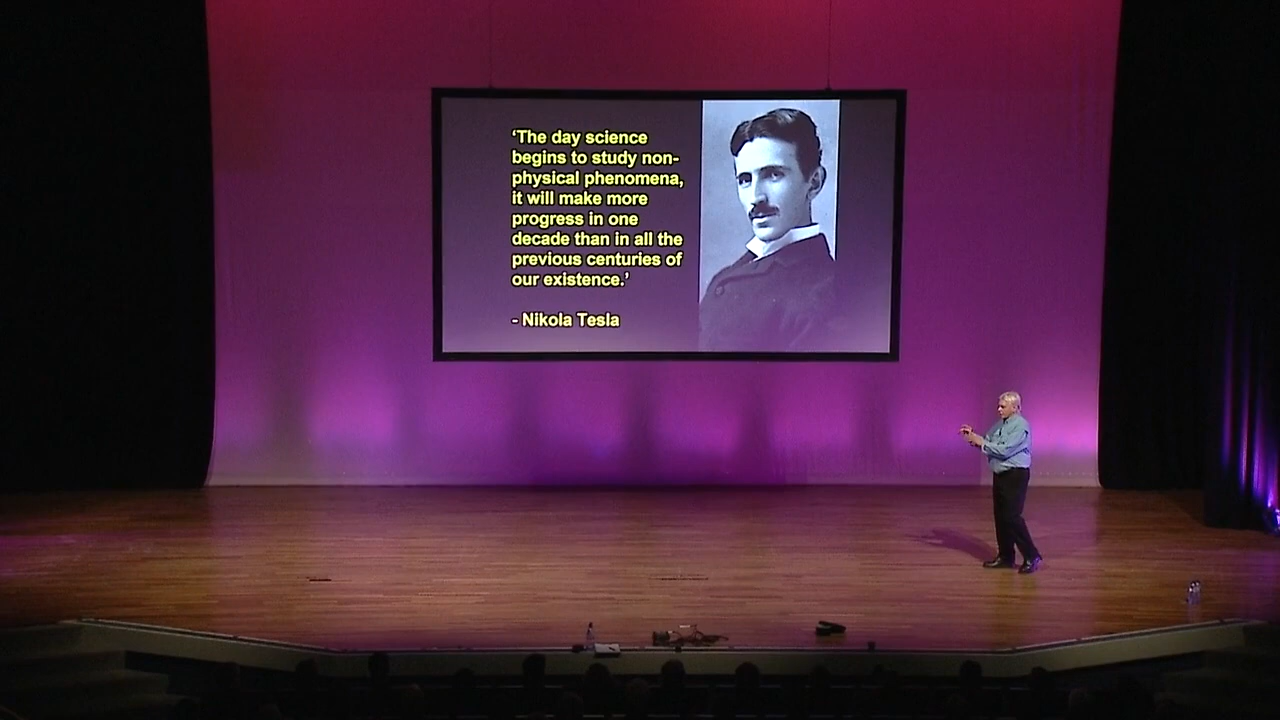 ‘The day science
begins to study non-
physical phenomena,
it will make more
progress in one
decade than in all the
previous centuries of
our existence.’
- Nikola Tesla